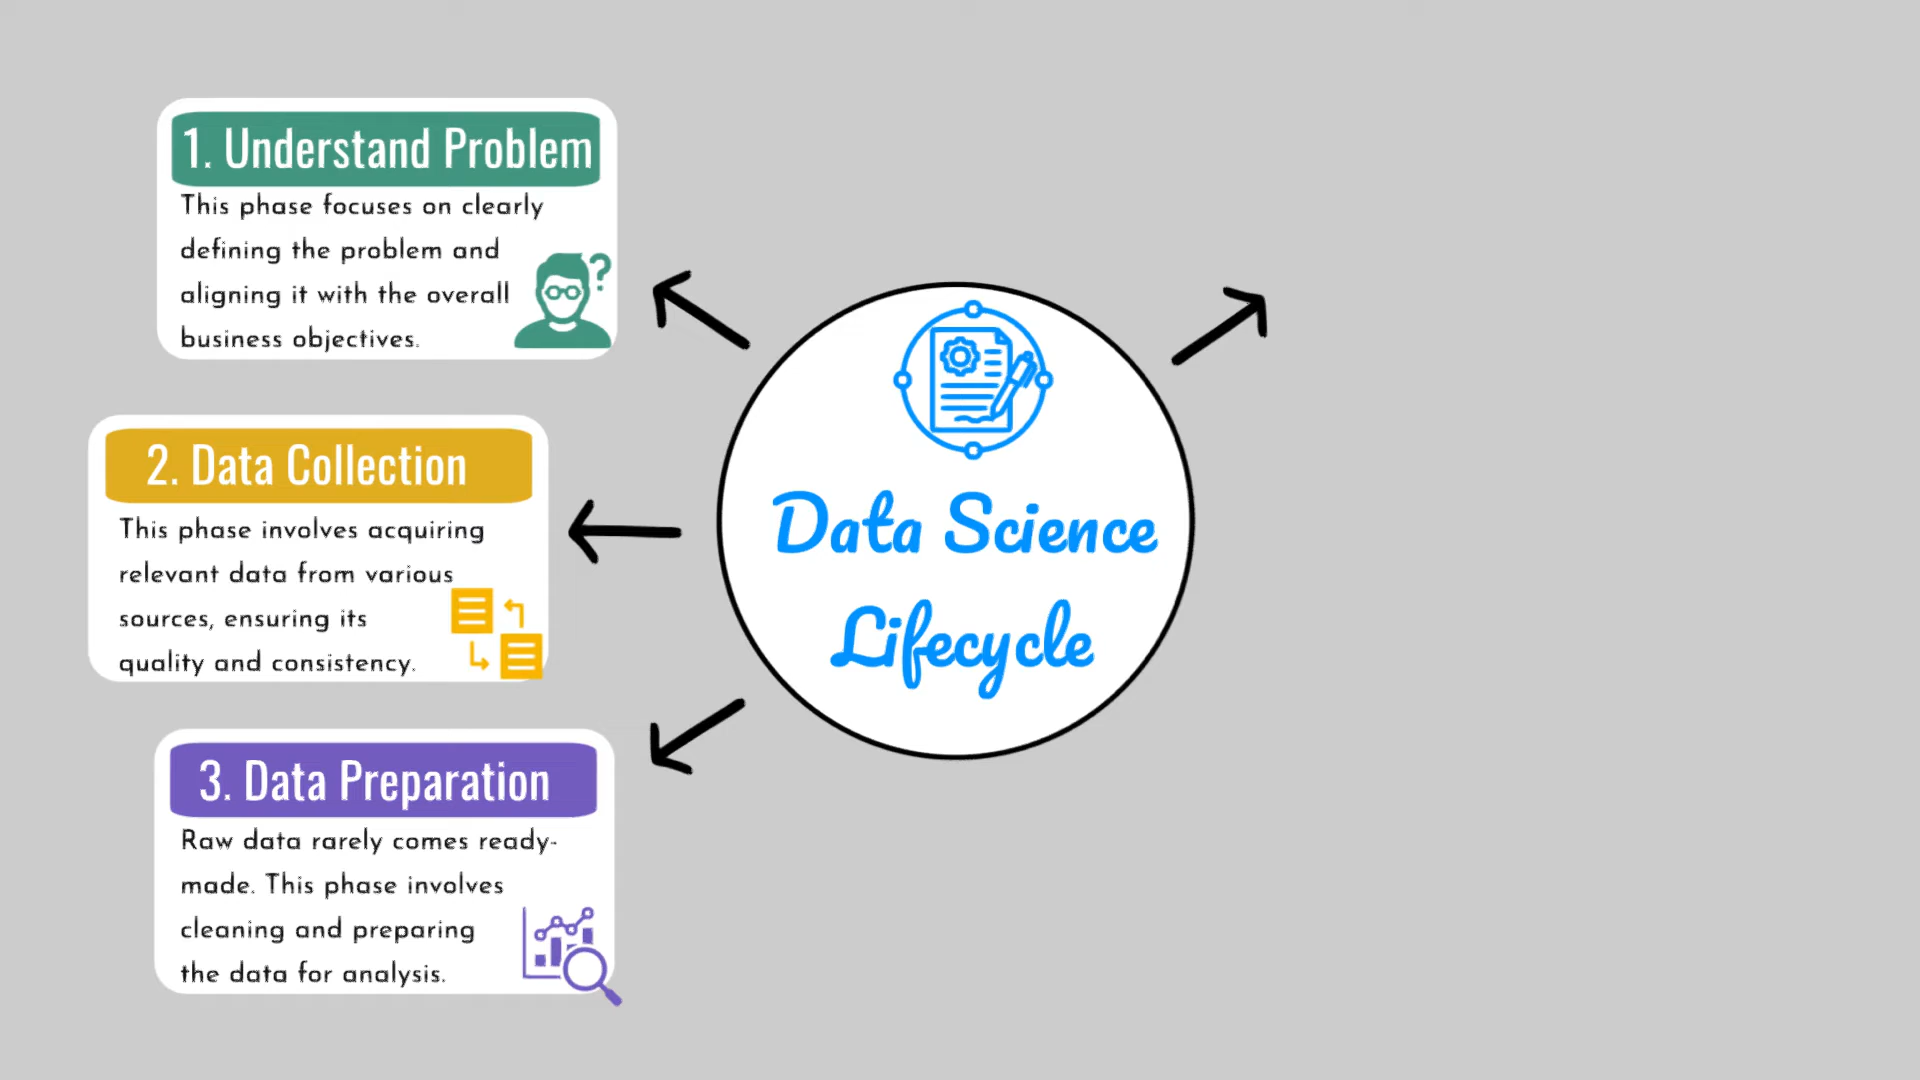 1. Understand Problem
This phase focuses on clearly
defining the problem and
aligning it with the overall
business objectives.
2. Data Collection
This phase involves acquiring
relevant data from various
sources, ensuring its
quality and consistency.
3. Data Preparation
Raw data rarely comes ready-
made. This phase involves
cleaning and preparing
the data for analysis.
Data Science
Lifecycle